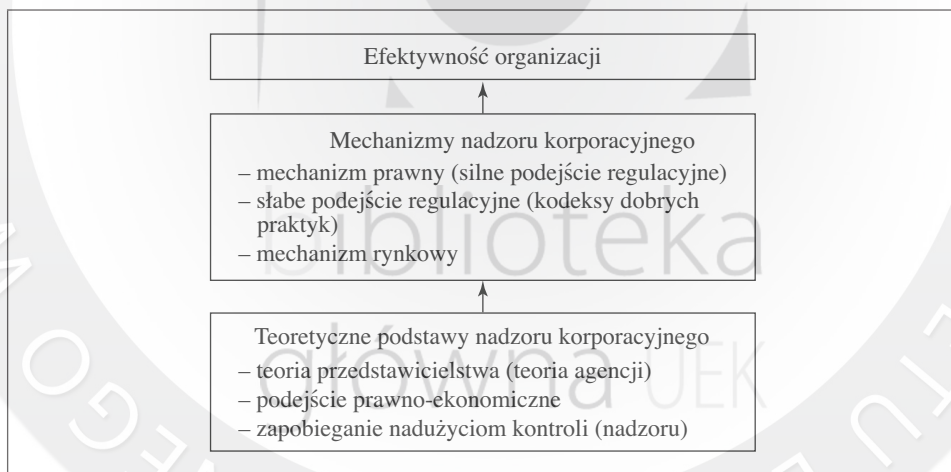 Efektywność organizacji
Mechanizmy nadzoru korporacyjnego
– mechanizm prawny (silne podejście regulacyjne)
– słabe podejście regulacyjne (kodeksy dobrych
praktyk)
– mechanizm rynkowy
biblioteka
Teoretyczne podstawy nadzoru korporacyjnego
– teoria przedstawicielstwa (teoria agencji)
– podejście prawno-ekonomiczne
– zapobieganie nadużyciom kontroli (nadzoru)
główna UEK